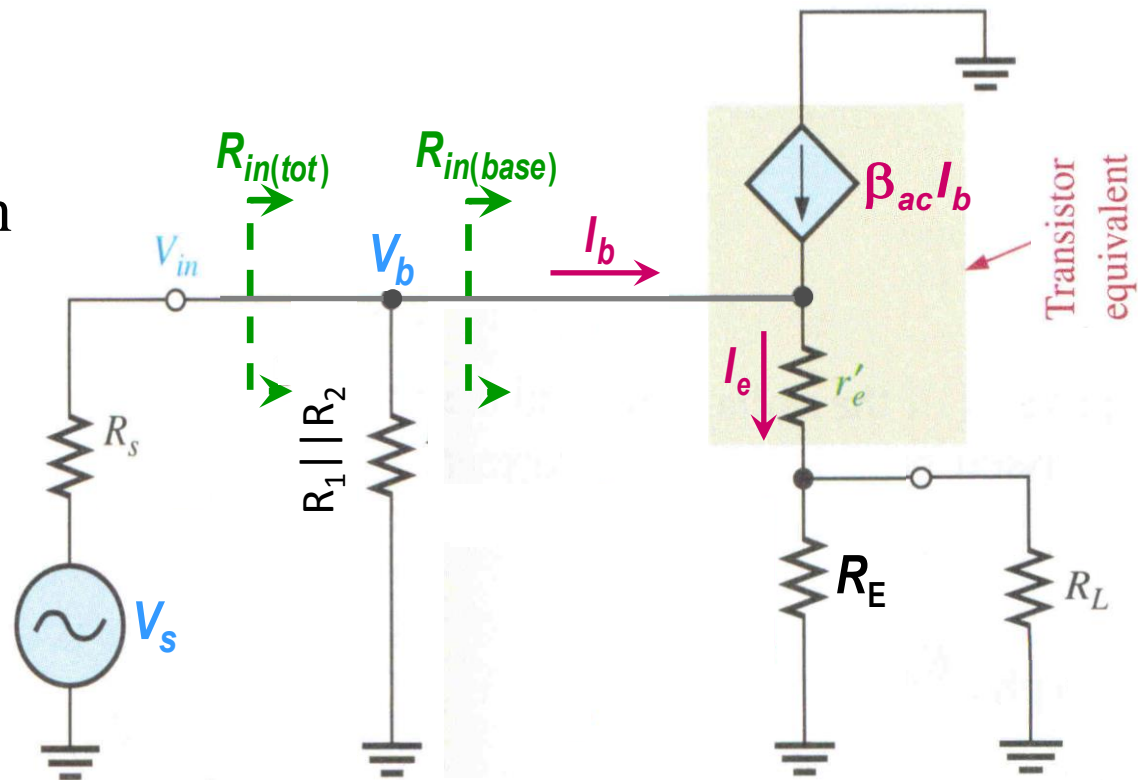 R_in(tot)
R_in(base)
β_ac I_b
n
V_in
V_b
I_b
Transistor
equivalent
I_e
r'_e
R_s
R_1||R_2
R_E
R_L
V_s